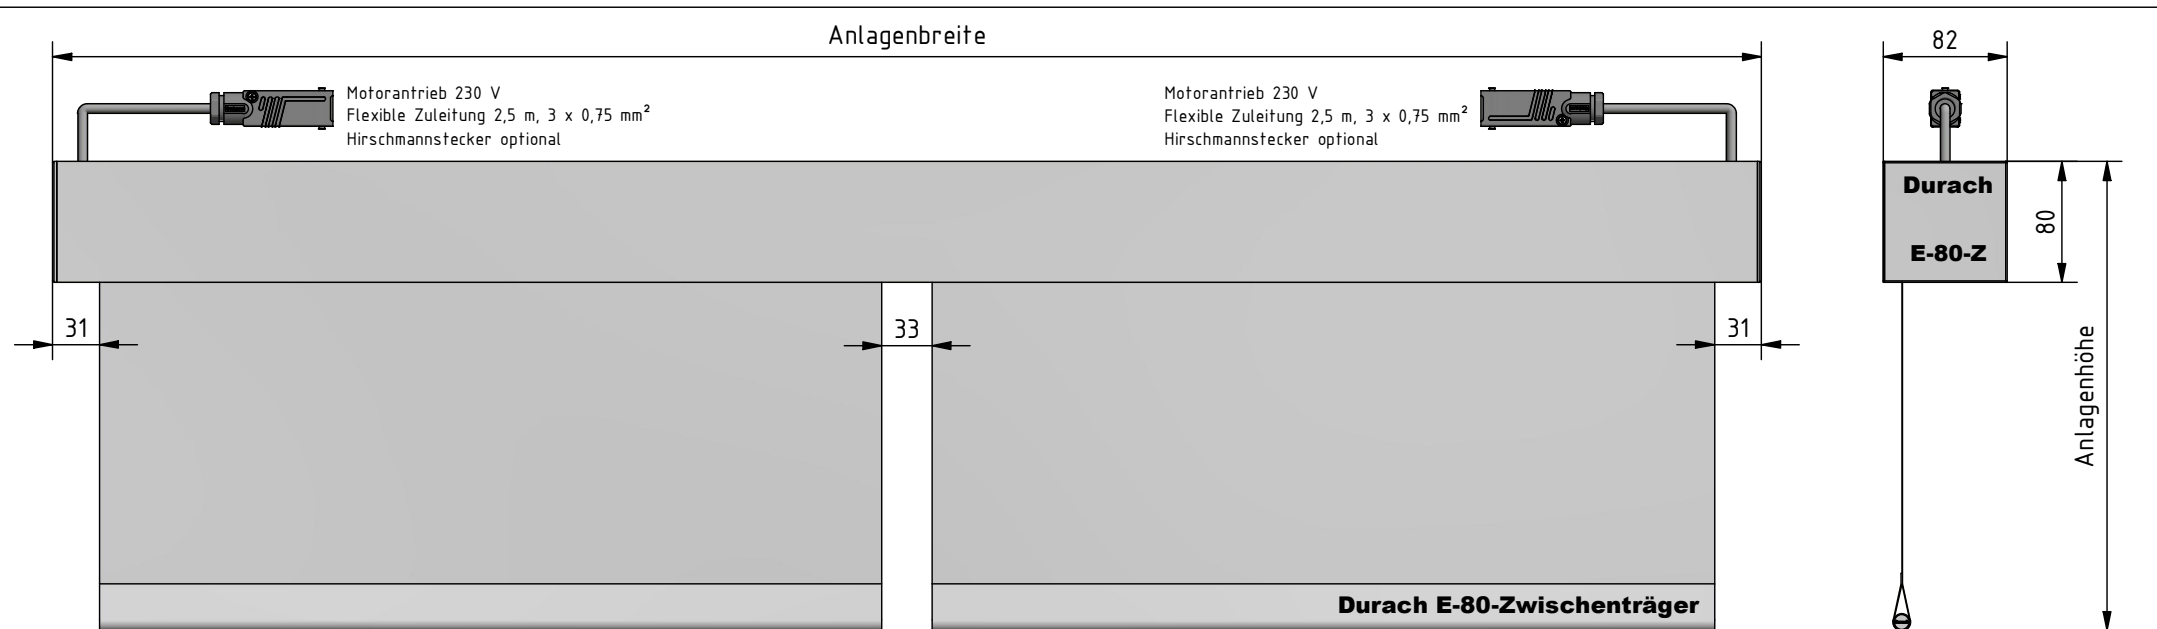 Anlagenbreite
82
Motorantrieb 230 V
Flexible Zuleitung 2,5 m, 3 x 0,75 mm²
Hirschmannstecker optional
Motorantrieb 230 V
Flexible Zuleitung 2,5 m, 3 x 0,75 mm²
Hirschmannstecker optional
Durach
E-80-Z
80
31
33
31
Anlagenhöhe
Durach E-80-Zwischenträger